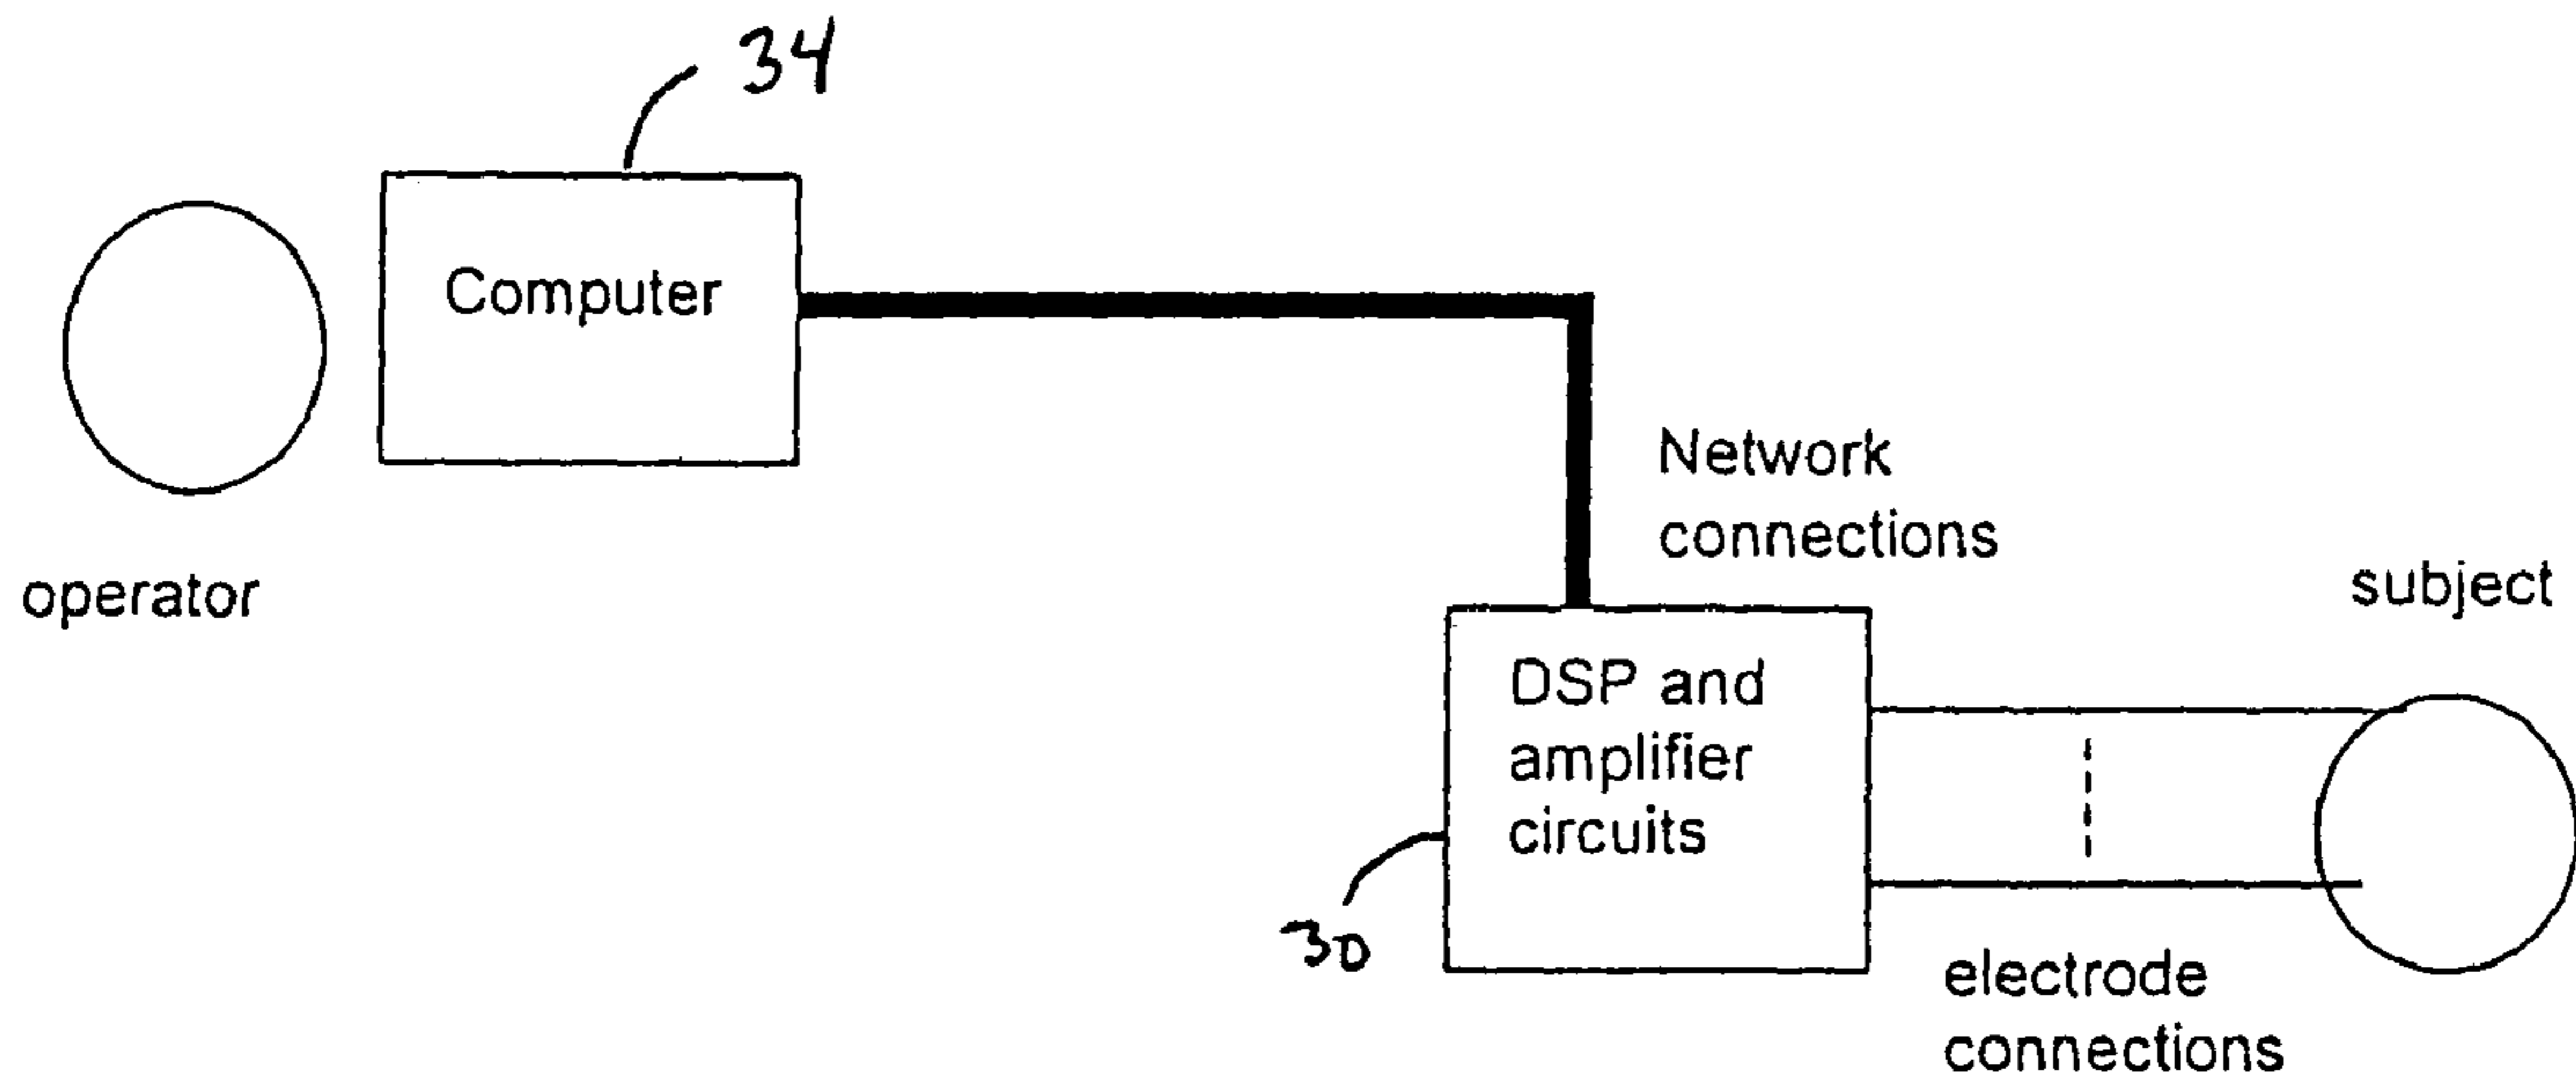 34
Computer
operator
Network
connections
subject
DSP and
amplifier
circuits
30
electrode
connections